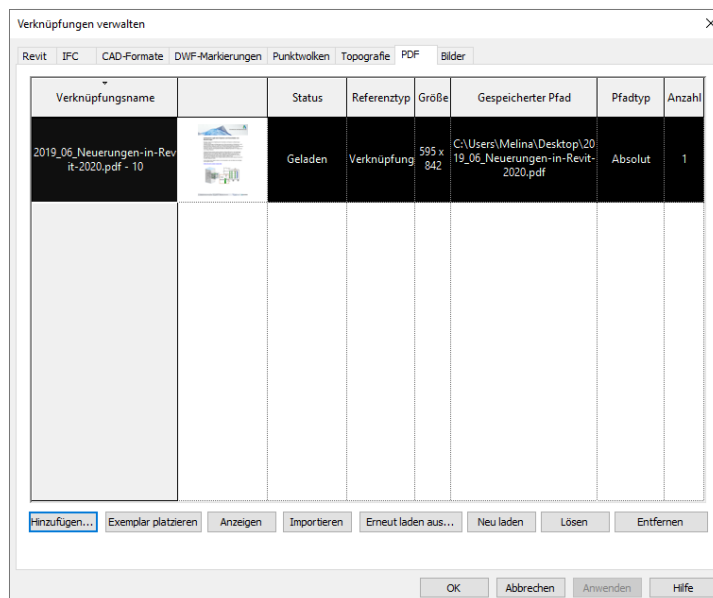 Verknüpfungen verwalten
Revit IFC CAD-Formate DWF-Markierungen Punktwolken Topografie PDF Bilder
Verknüpfungsname Status Referenztyp Größe Gespeicherter Pfad Pfadtyp Anzahl
2019_06_Neuerungen-in-Rev
it-2020.pdf - 10
Geladen
Verknüpfung
595 x
842
C:\Users\Melina\Desktop\20
19_06_Neuerungen-in-Revit-
2020.pdf
Absolut
1
Hinzufügen... Exemplar platzieren Anzeigen Importieren Erneut laden aus... Neu laden Lösen Entfernen
OK Abbrechen Anwenden Hilfe